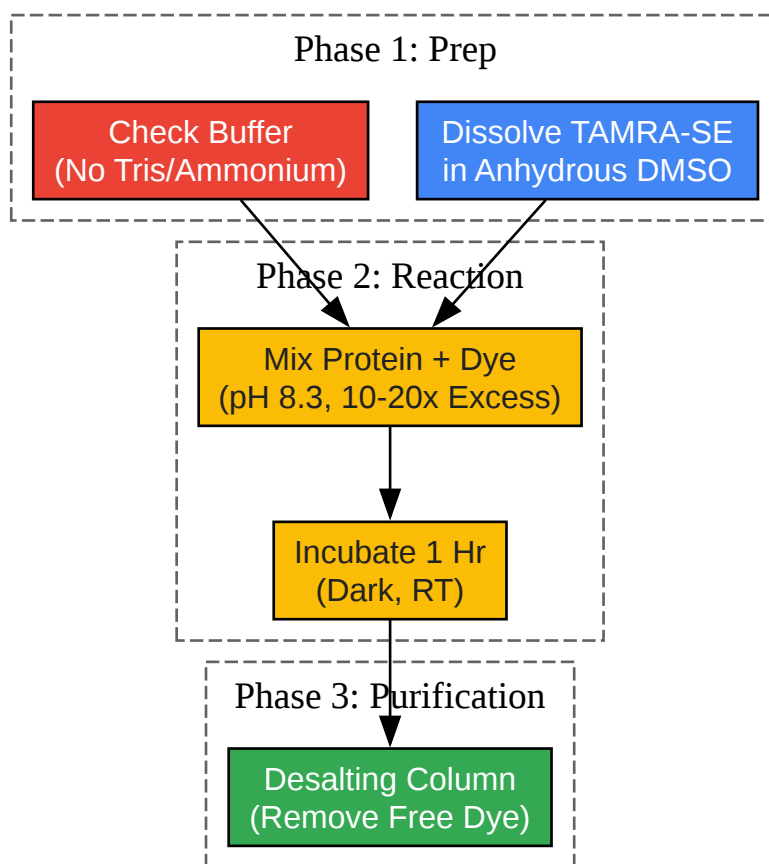 Phase 1: Prep
Check Buffer
(No Tris/Ammonium)
Dissolve TAMRA-SE
in Anhydrous DMSO
Phase 2: Reaction
Mix Protein + Dye
(pH 8.3, 10-20x Excess)
Incubate 1 Hr
(Dark, RT)
Phase 3: Purification
Desalting Column
(Remove Free Dye)